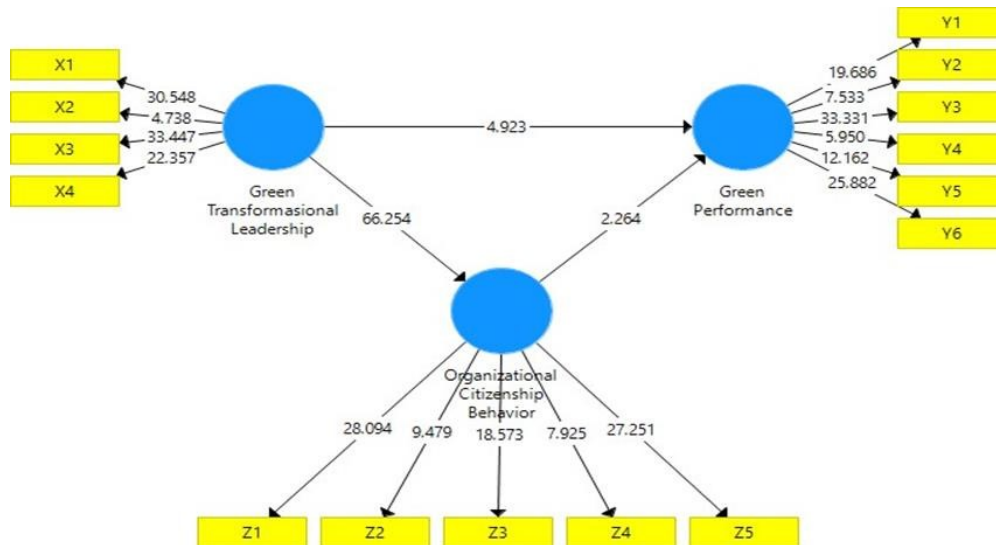 Y1
X1
19.686
Y2
30.548
7.533
X2
4.738
4.923
33.331
Y3
33.447
5.950
X3
22.357
12.162
Y4
25.882
X4
Y5
Green
Transformasional
Leadership
Green
Performance
66.254
2.264
Y6
Organizational
Citizenship
Behavior
28.094
9.479
18.573
7.925
27.251
Z1
Z2
Z3
Z4
Z5